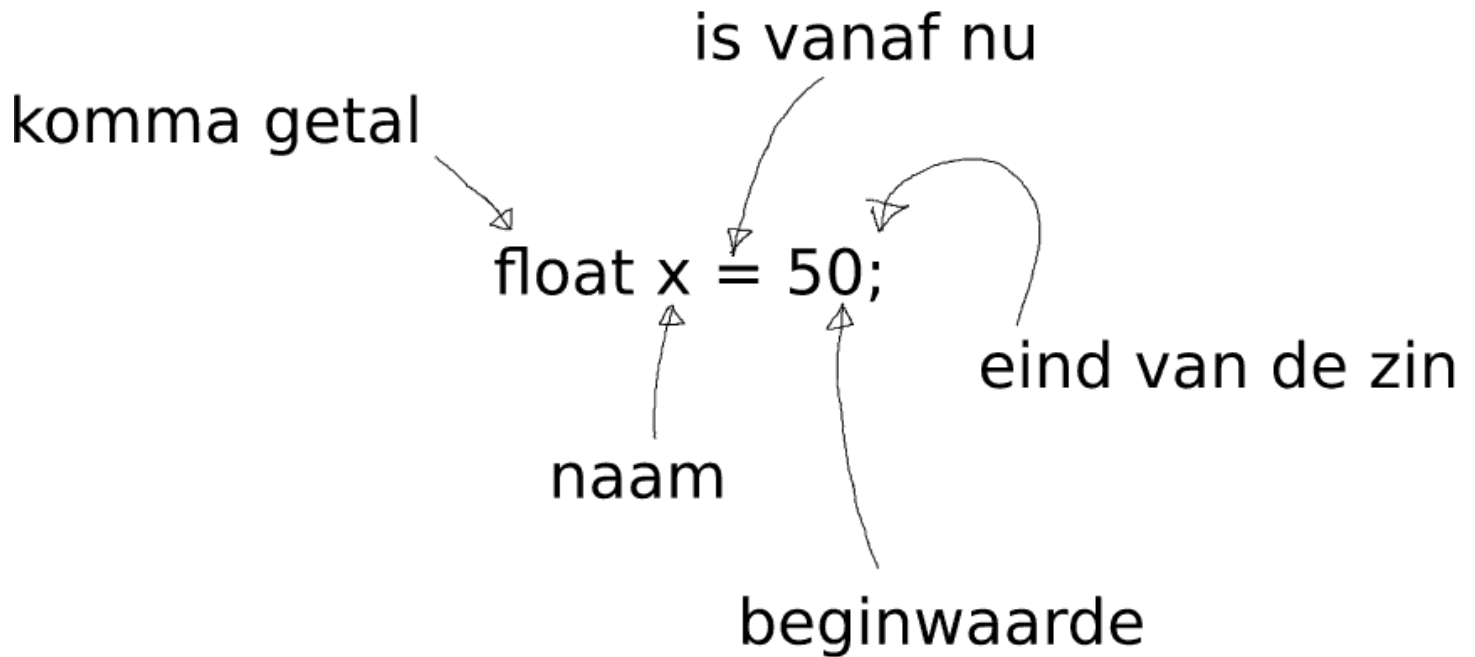 is vanaf nu
komma getal
float x = 50;
eind van de zin
naam
beginwaarde